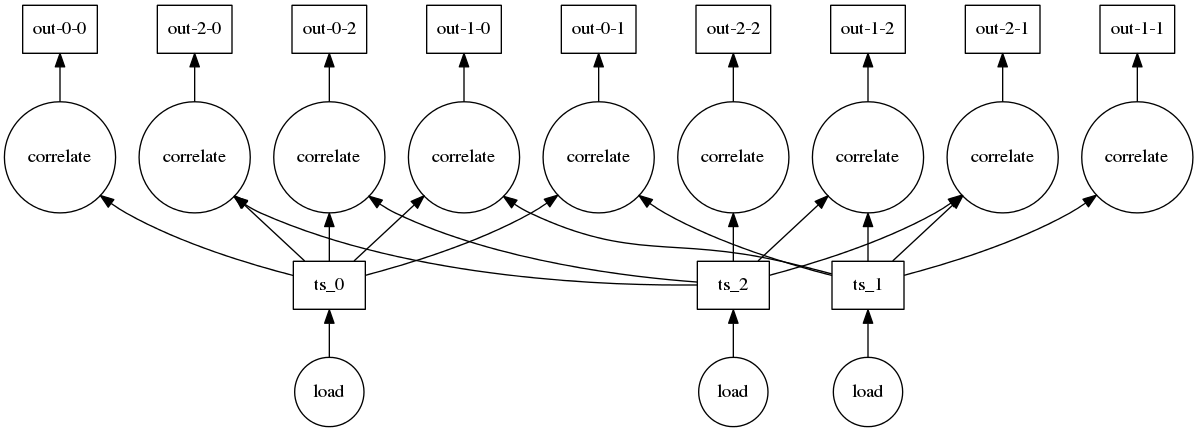 out-0-0
out-2-0
out-0-2
out-1-0
out-0-1
out-2-2
out-1-2
out-2-1
out-1-1
correlate
correlate
correlate
correlate
correlate
correlate
correlate
correlate
correlate
ts_0
ts_2
ts_1
load
load
load